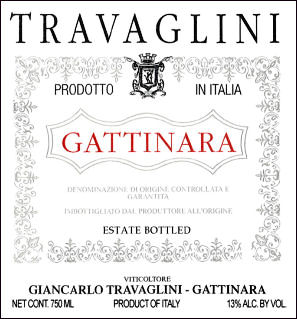 TRAVAGLINI
PRODOTTO IN ITALIA
GATTINARA
DENOMINAZIONE DI ORIGINE CONTROLLATA E
GARANTITA
IMBOTTIGLIATO DAL PRODUTTORE ALL'ORIGINE
ESTATE BOTTLED
VITICOLTORE
GIANCARLO TRAVAGLINI - GATTINARA
NET CONT. 750 ML PRODUCT OF ITALY 13% ALC. BY VOL